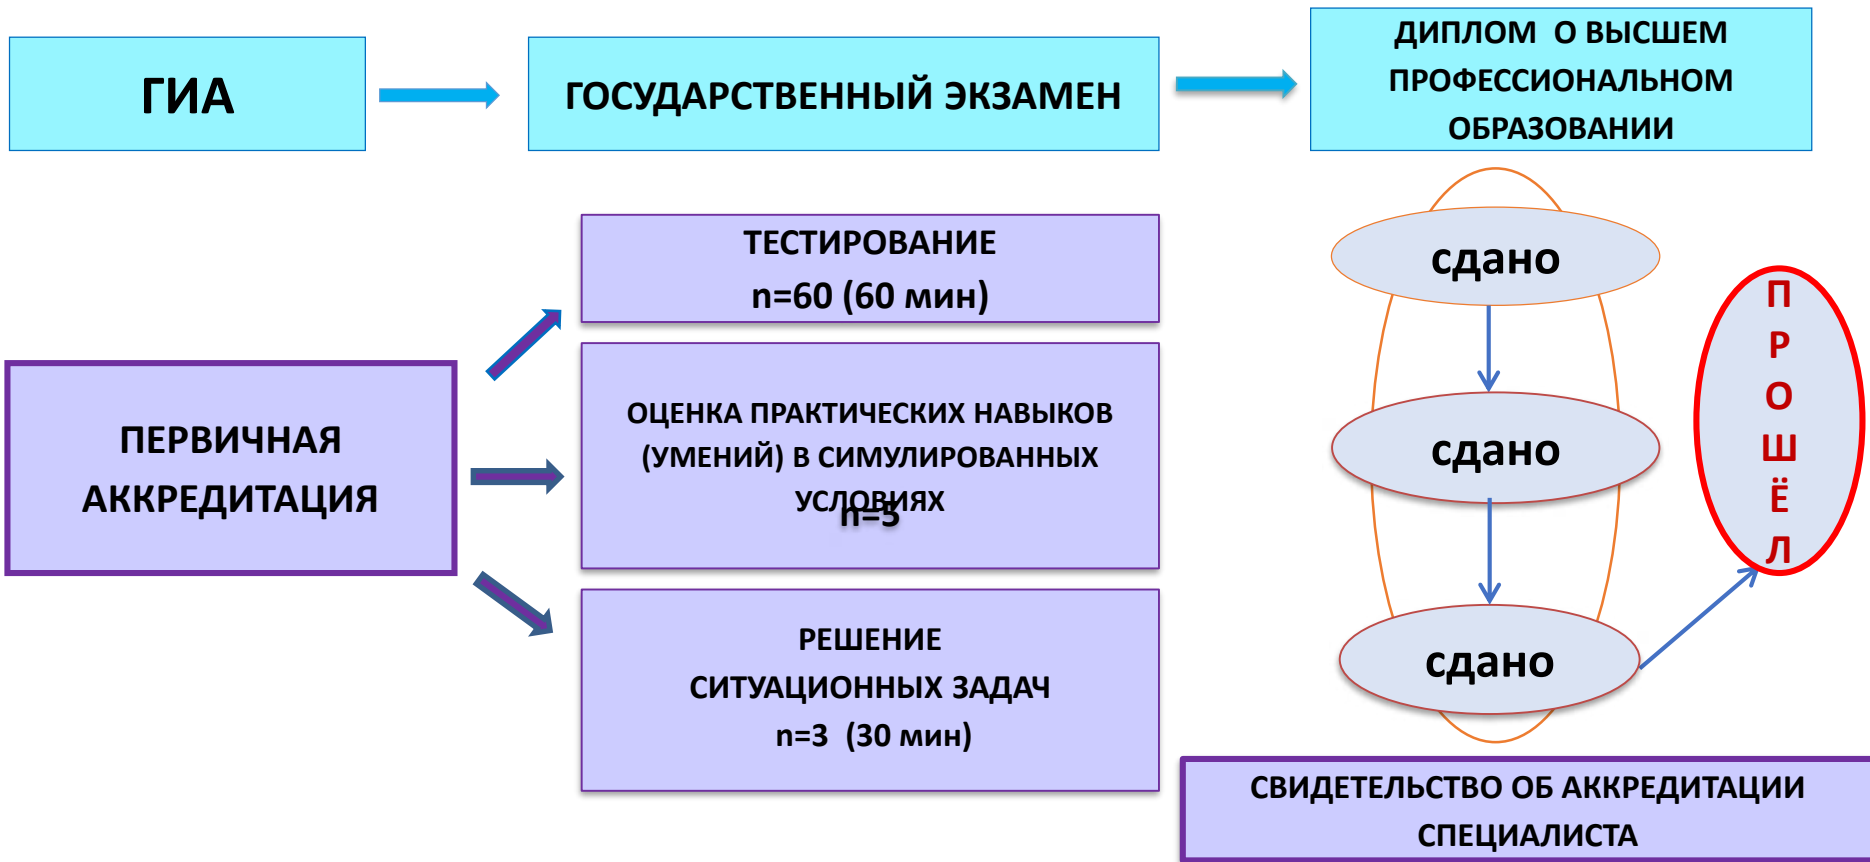 ГИА
ГОСУДАРСТВЕННЫЙ ЭКЗАМЕН
ДИПЛОМ О ВЫСШЕМ
ПРОФЕССИОНАЛЬНОМ
ОБРАЗОВАНИИ
ПЕРВИЧНАЯ
АККРЕДИТАЦИЯ
ТЕСТИРОВАНИЕ
n=60 (60 мин)
ОЦЕНКА ПРАКТИЧЕСКИХ НАВЫКОВ
(УМЕНИЙ) В СИМУЛИРОВАННЫХ
УСЛОВИЯХ
n=5
РЕШЕНИЕ
СИТУАЦИОННЫХ ЗАДАЧ
n=3 (30 мин)
сдано
сдано
сдано
П
Р
О
Ш
Ё
Л
СВИДЕТЕЛЬСТВО ОБ АККРЕДИТАЦИИ
СПЕЦИАЛИСТА